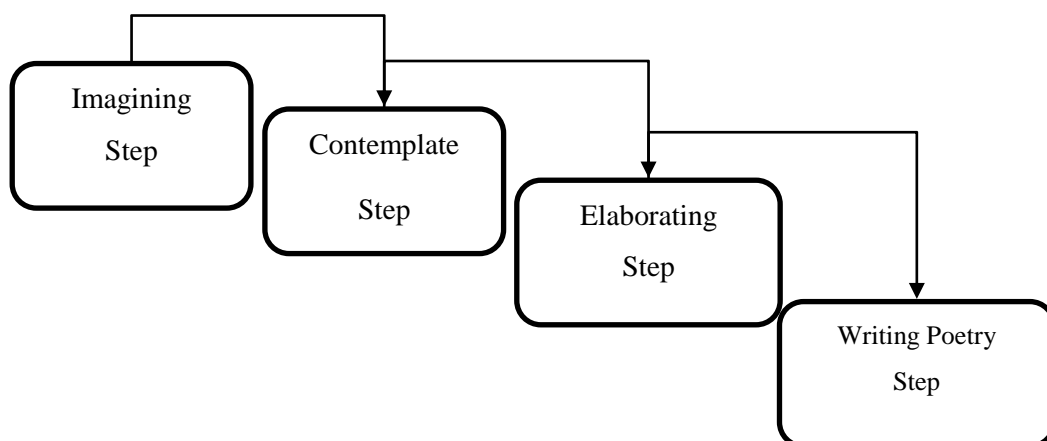 Imagining
Step
Contemplate
Step
Elaborating
Step
Writing Poetry
Step